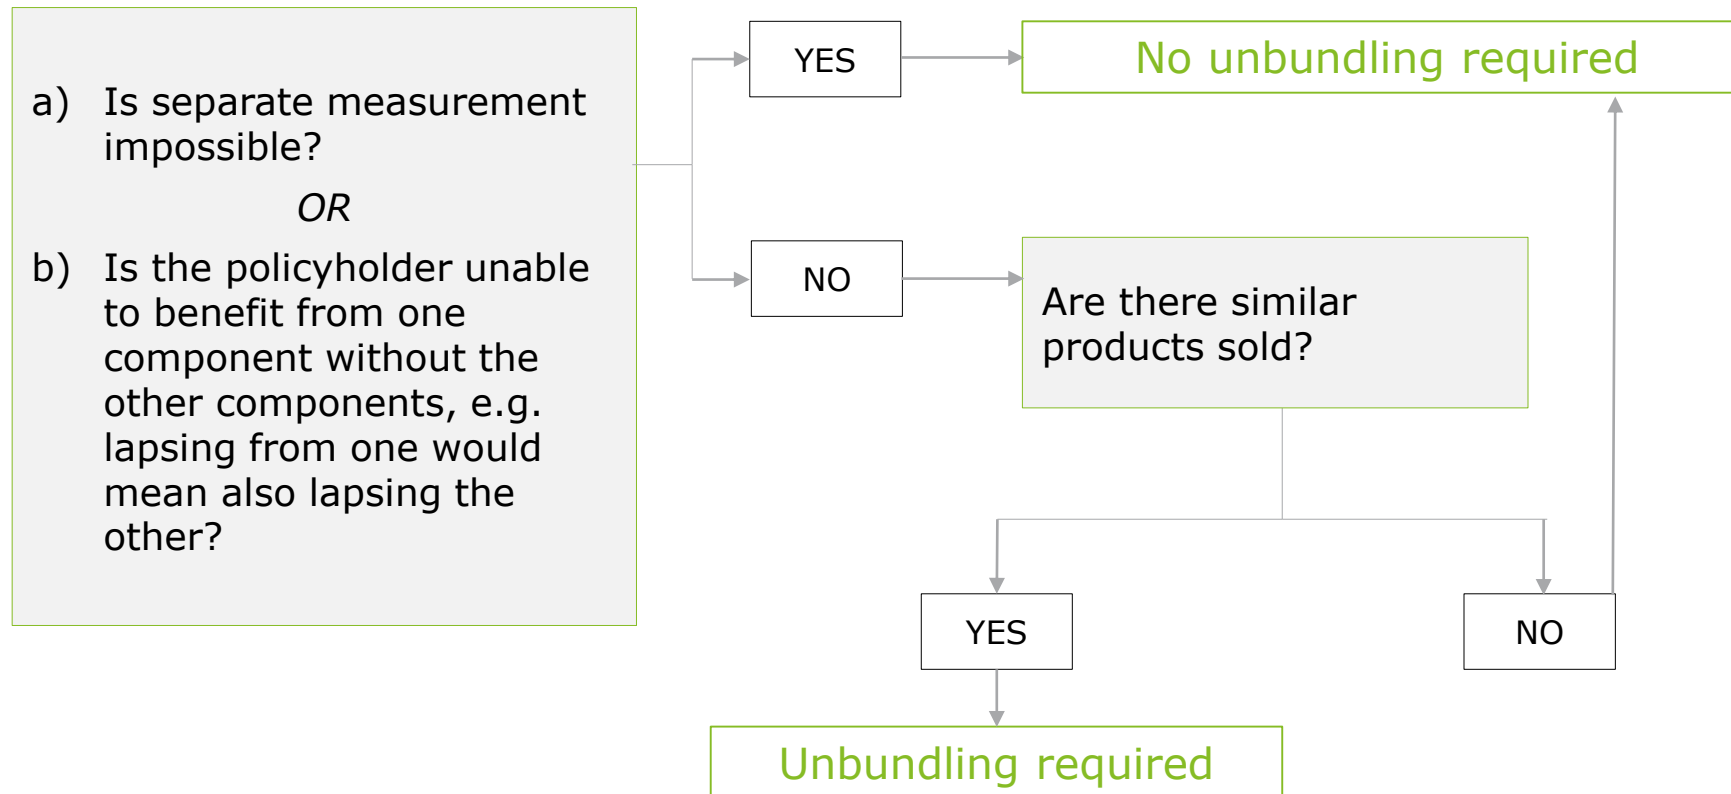 a) Is separate measurement
impossible?
OR
b) Is the policyholder unable
to benefit from one
component without the
other components, e.g.
lapsing from one would
mean also lapsing the
other?
YES
No unbundling required
NO
Are there similar
products sold?
YES
NO
Unbundling required